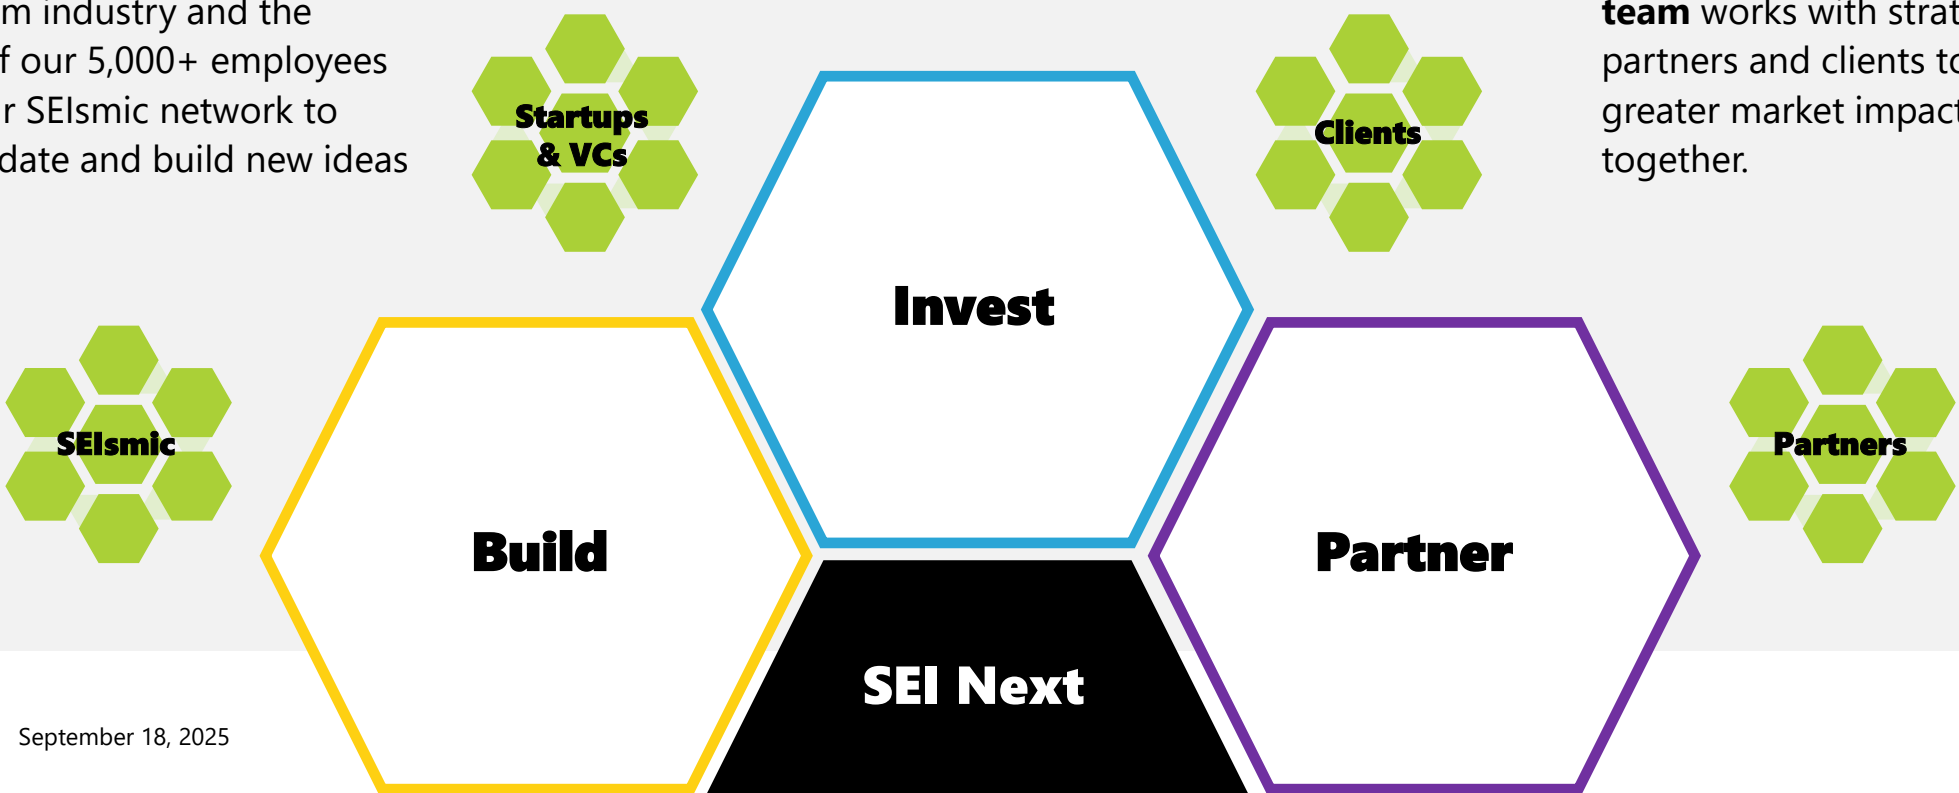 m industry and the
f our 5,000+ employees
r SEIsmic network to
date and build new ideas
Startups
& VCs
Clients
team works with strat
partners and clients to
greater market impact
together.
Invest
SEIsmic
Partners
Build
Partner
SEI Next
September 18, 2025